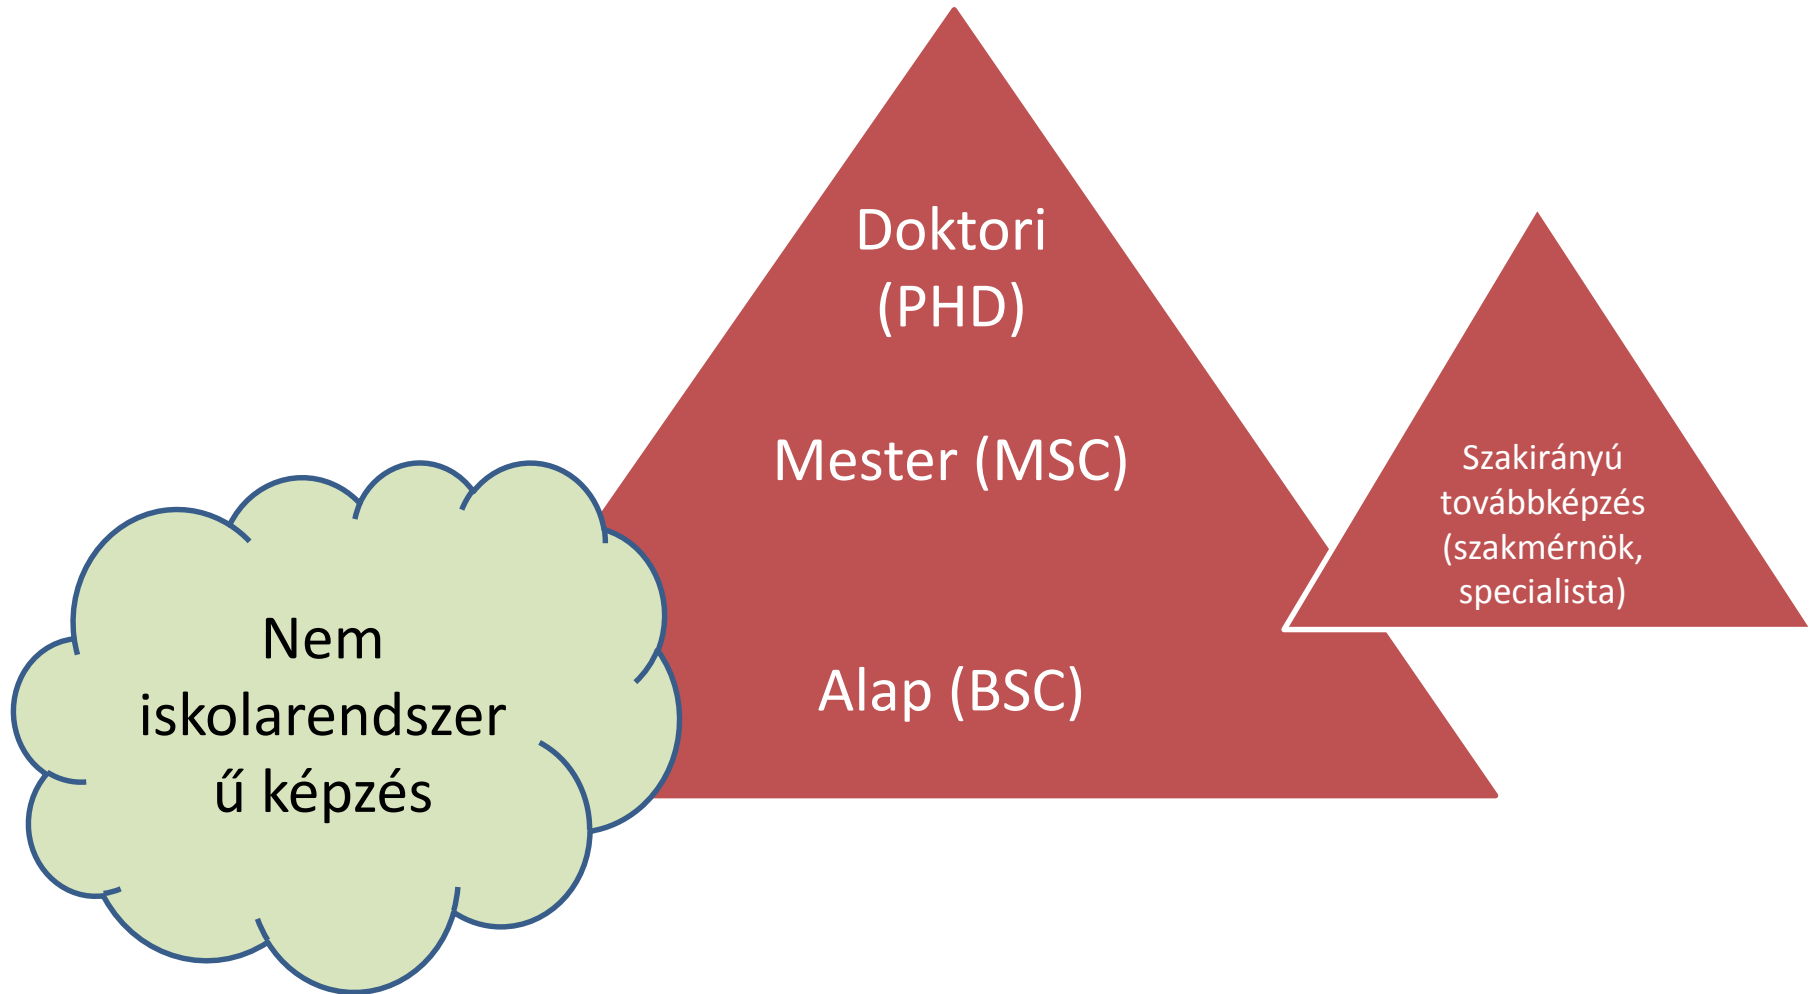 Doktori
(PHD)
Mester (MSC)
Alap (BSC)
Szakirányú
továbbképzés
(szakmérnök,
specialista)
Nem
iskolarendszer
ű képzés